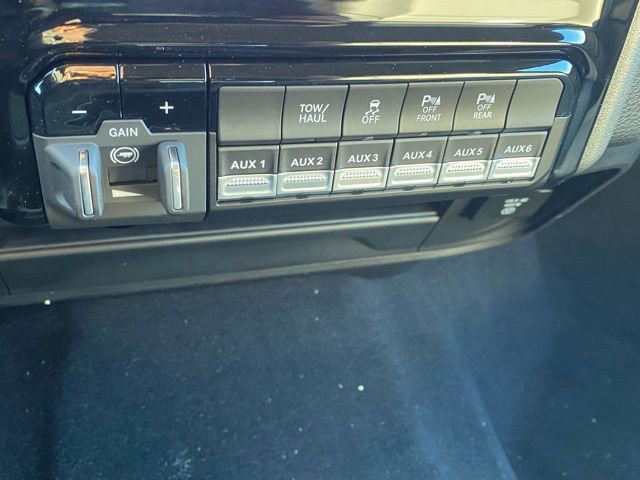 − +
GAIN
TOW/
HAUL
OFF
P OFF
FRONT
P OFF
REAR
AUX 1 AUX 2 AUX 3 AUX 4 AUX 5 AUX 6